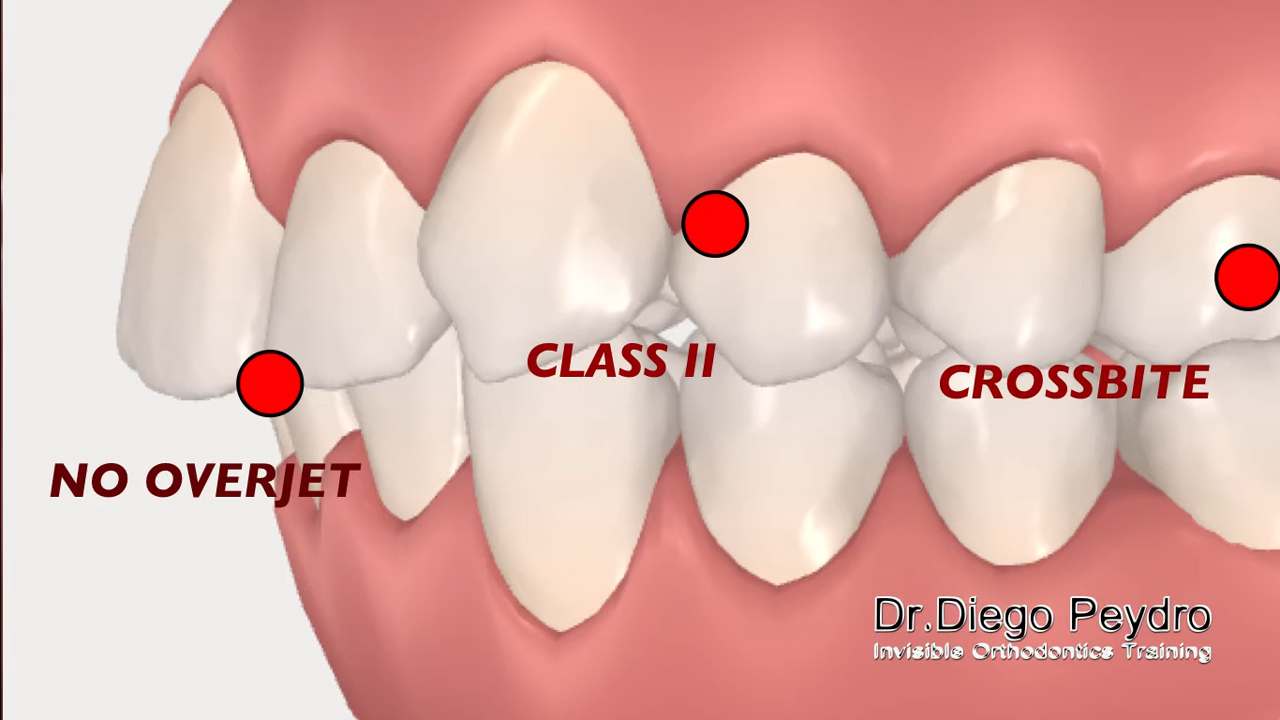 CLASS II
CROSSBITE
NO OVERJET
Dr.Diego Peydro
Invisible Orthodontics Training